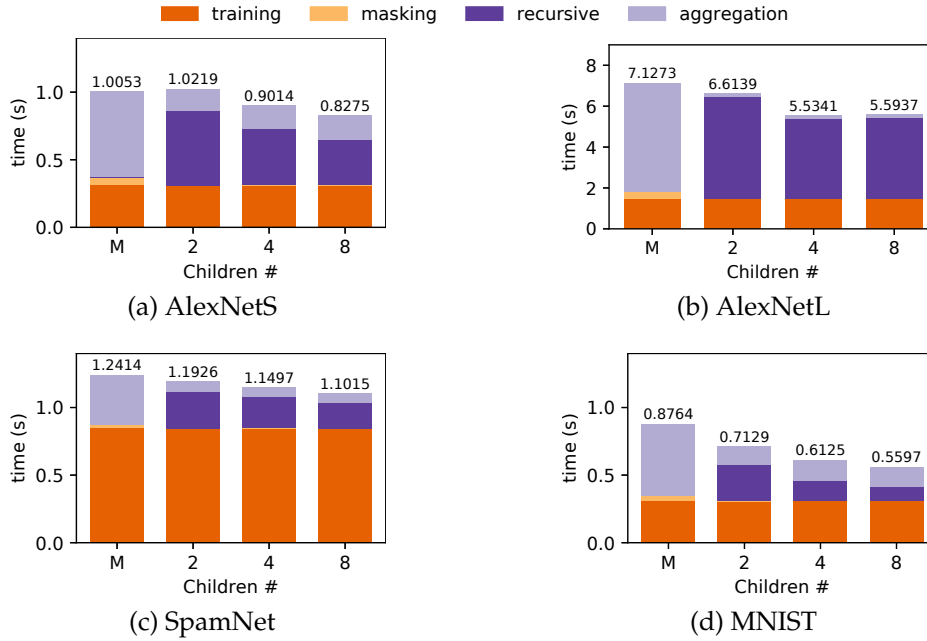 training masking recursive aggregation
time (s)
1.0
0.5
0.0
1.0053
1.0219
0.9014
0.8275
M 2 4 8
Children #
(a) AlexNetS
time (s)
8
6
4
2
0
7.1273
6.6139
5.5341
5.5937
M 2 4 8
Children #
(b) AlexNetL
time (s)
1.0
0.5
0.0
1.2414
1.1926
1.1497
1.1015
M 2 4 8
Children #
(c) SpamNet
time (s)
1.0
0.5
0.0
0.8764
0.7129
0.6125
0.5597
M 2 4 8
Children #
(d) MNIST